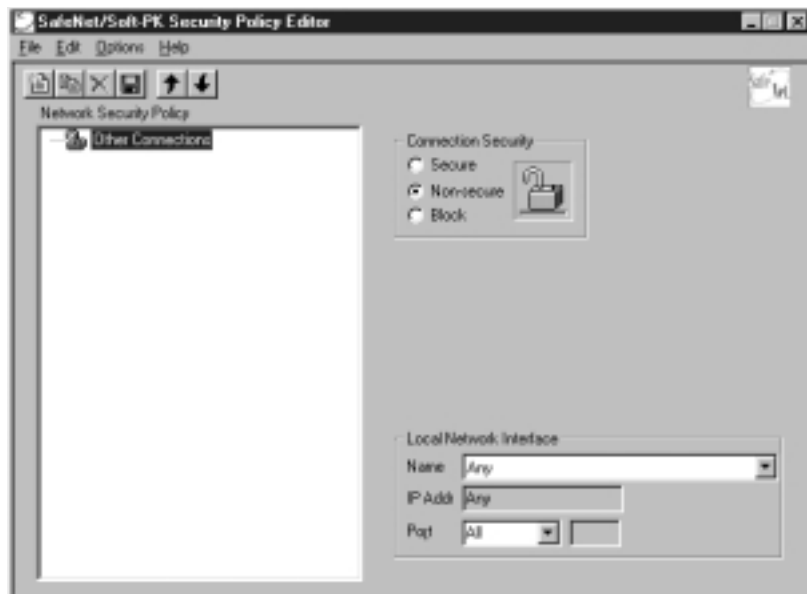 SafeNet/Soft-PK Security Policy Editor
File Edit Options Help
Network Security Policy
Other Connections
Connection Security
Secure
Non-secure
Block
Local Network Interface
Name Any
IP Addr Any
Port All